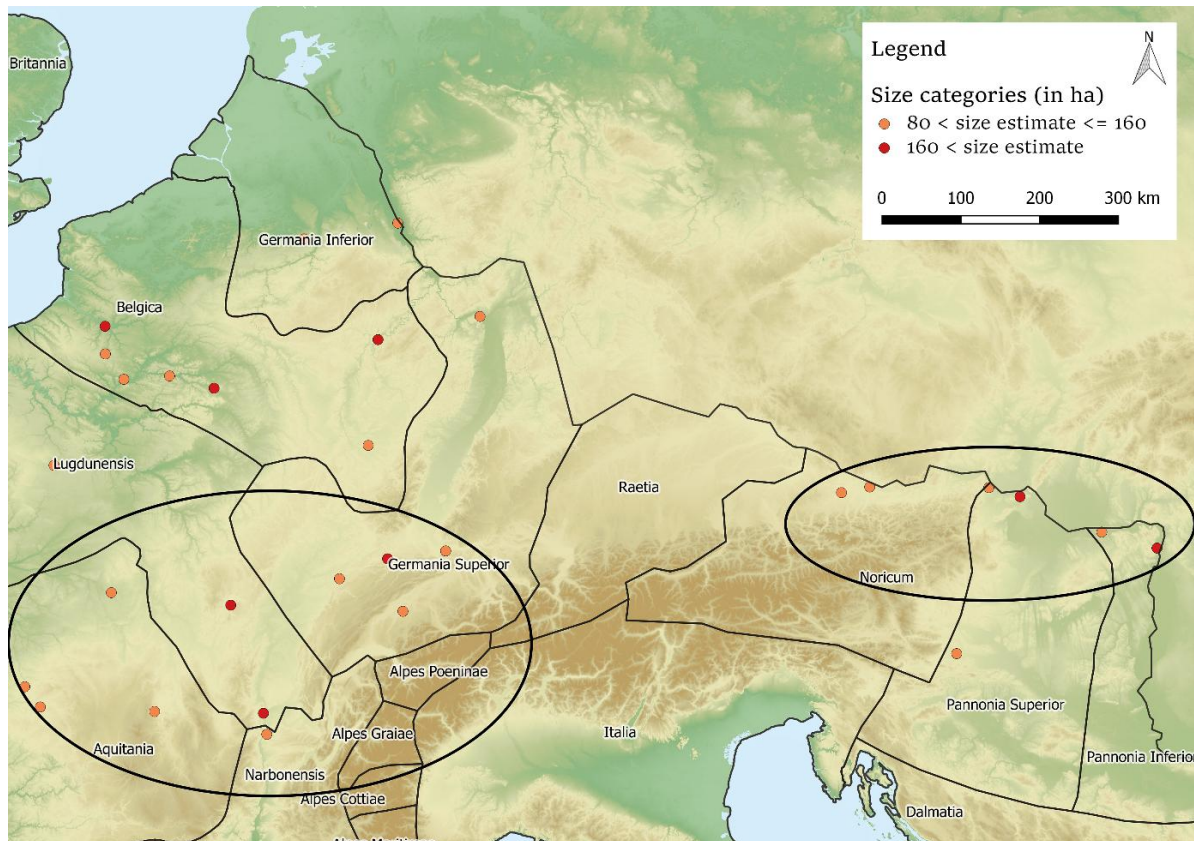 Legend
N
Size categories (in ha)
80 < size estimate <= 160
160 < size estimate
0 100 200 300 km
Britannia
Germania Inferior
Belgica
Lugdunensis
Raetia
Germania Superior
Noricum
Alpes Poeninae
Pannonia Superior
Aquitania
Alpes Graiae
Italia
Narbonensis
Pannonia Inferior
Alpes Cottiae
Dalmatia